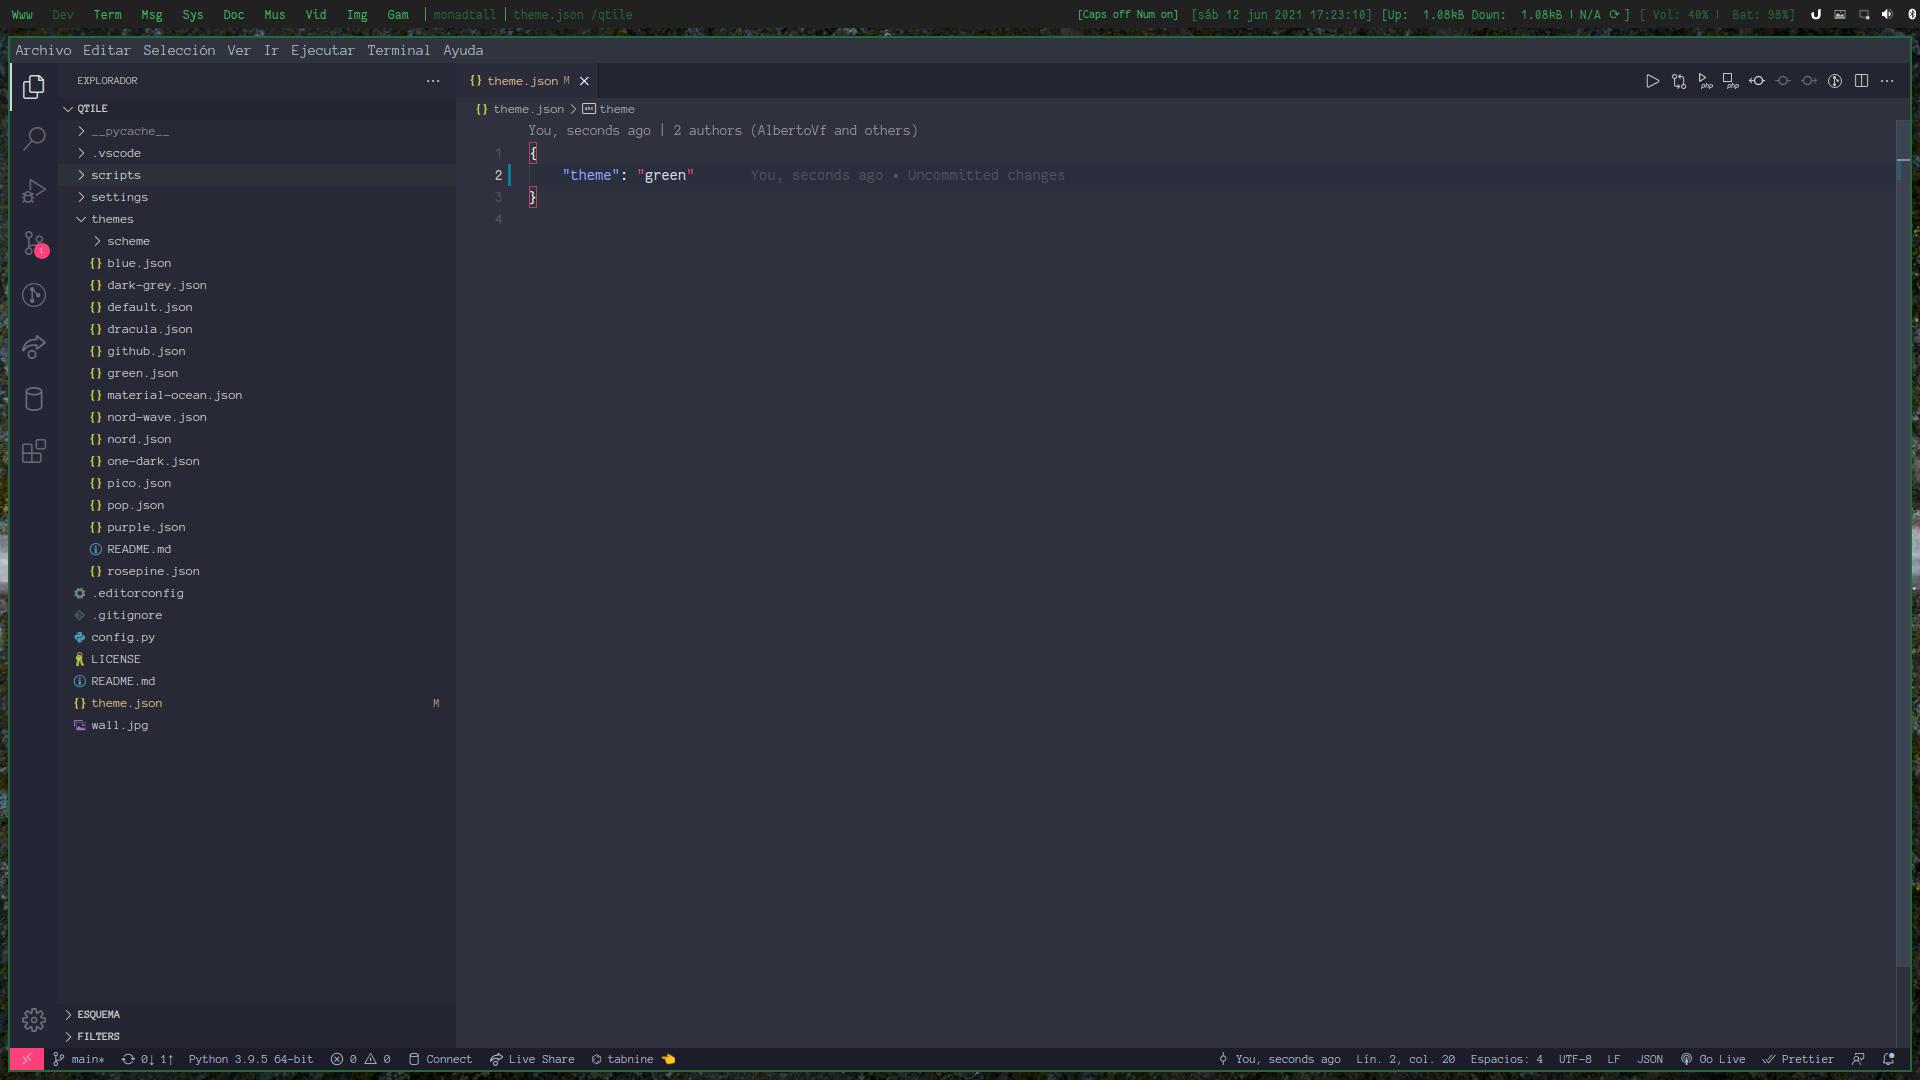 Www Dev Term Msg Sys Doc Mus Vid Img Gam | monadtall | theme.json /qtile [Caps off Num on] [sáb 12 jun 2021 17:23:10] [Up: 1.08kB Down: 1.08kB | N/A ⟳ ] [ Vol: 40% | Bat: 98%]
Archivo Editar Selección Ver Ir Ejecutar Terminal Ayuda
EXPLORADOR ···
QTILE
__pycache__
.vscode
scripts
settings
themes
scheme
{} blue.json
{} dark-grey.json
{} default.json
{} dracula.json
{} github.json
{} green.json
{} material-ocean.json
{} nord-wave.json
{} nord.json
{} one-dark.json
{} pico.json
{} pop.json
{} purple.json
README.md
{} rosepine.json
.editorconfig
.gitignore
config.py
LICENSE
README.md
{} theme.json M
wall.jpg
ESQUEMA
FILTERS
{} theme.json M
php php
{} theme.json > abc theme
You, seconds ago | 2 authors (AlbertoVf and others)
1 {
2 "theme": "green" You, seconds ago • Uncommitted changes
3 }
4
1
main* 0↓ 1↑ Python 3.9.5 64-bit 0 0 Connect Live Share tabnine 👈 You, seconds ago Lín. 2, col. 20 Espacios: 4 UTF-8 LF JSON Go Live Prettier